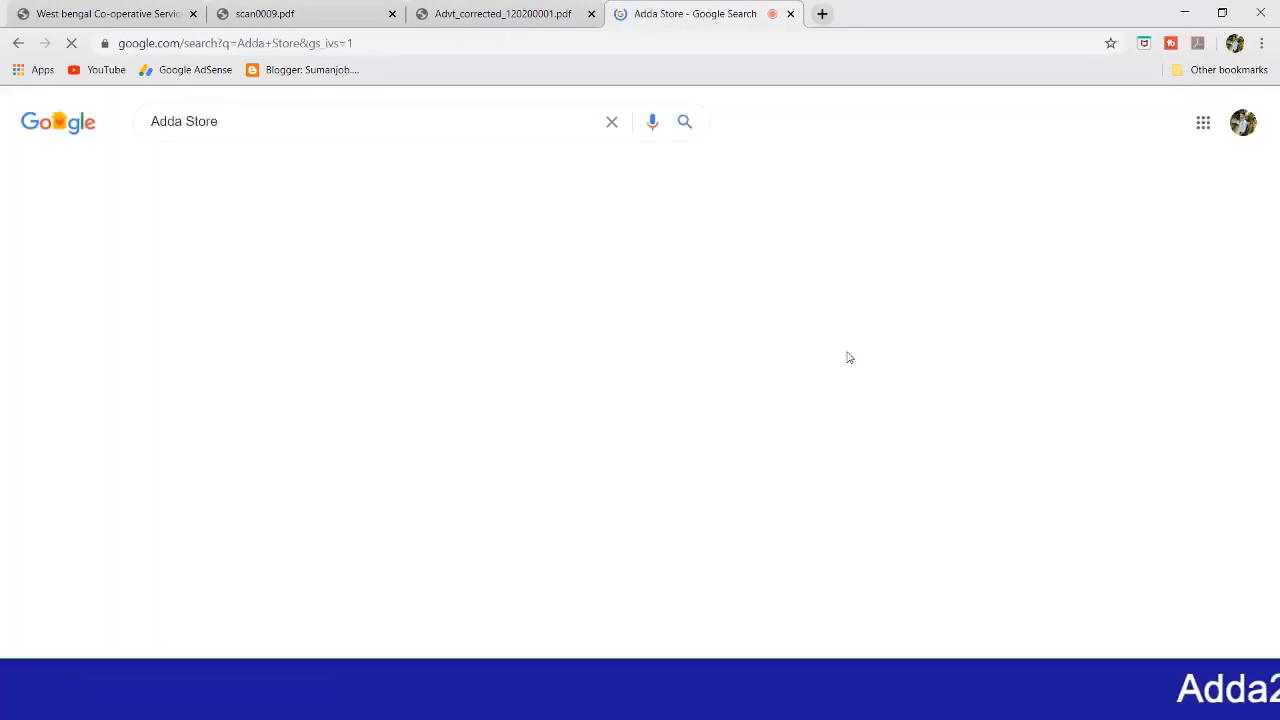 West bengal Co-operative Servic
scan0009.pdf
Advt_corrected_120200001.pdf
Adda Store - Google Search
google.com/search?q=Adda+Store&gs_ivs=1
Apps
YouTube
Google AdSense
Blogger: Sumanjob....
Other bookmarks
Google
Adda Store
Adda2